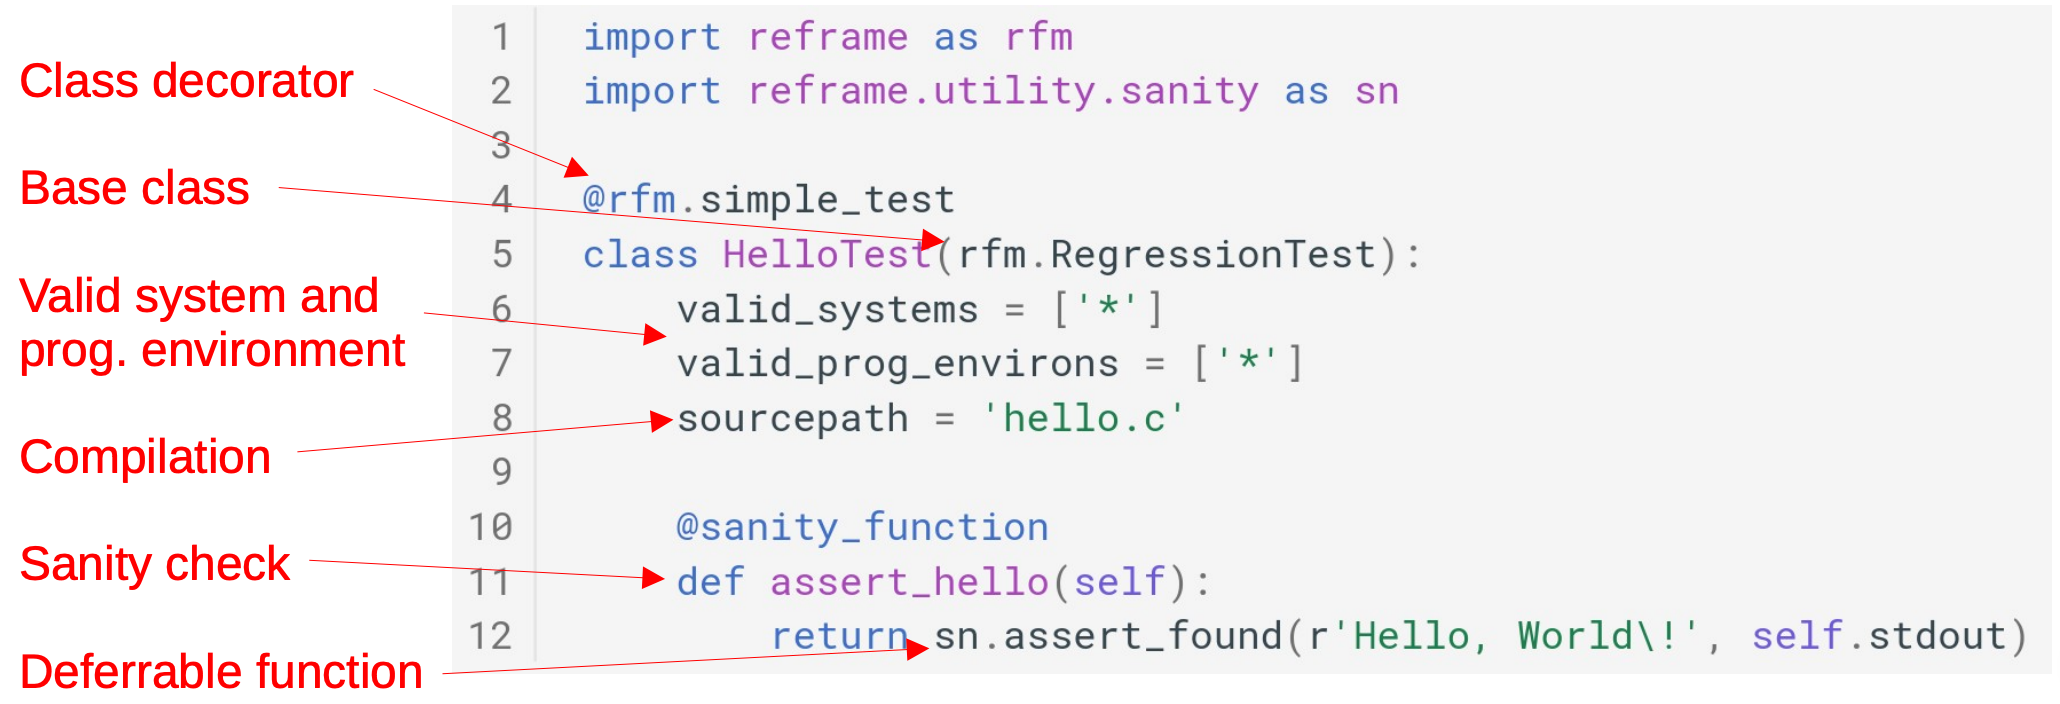 Class decorator
Base class
Valid system and
prog. environment
Compilation
Sanity check
Deferrable function
1 import reframe as rfm
2 import reframe.utility.sanity as sn
3
4 @rfm.simple_test
5 class HelloTest(rfm.RegressionTest):
6 valid_systems = ['*']
7 valid_prog_environs = ['*']
8 sourcepath = 'hello.c'
9
10 @sanity_function
11 def assert_hello(self):
12 return sn.assert_found(r'Hello, World\!', self.stdout)